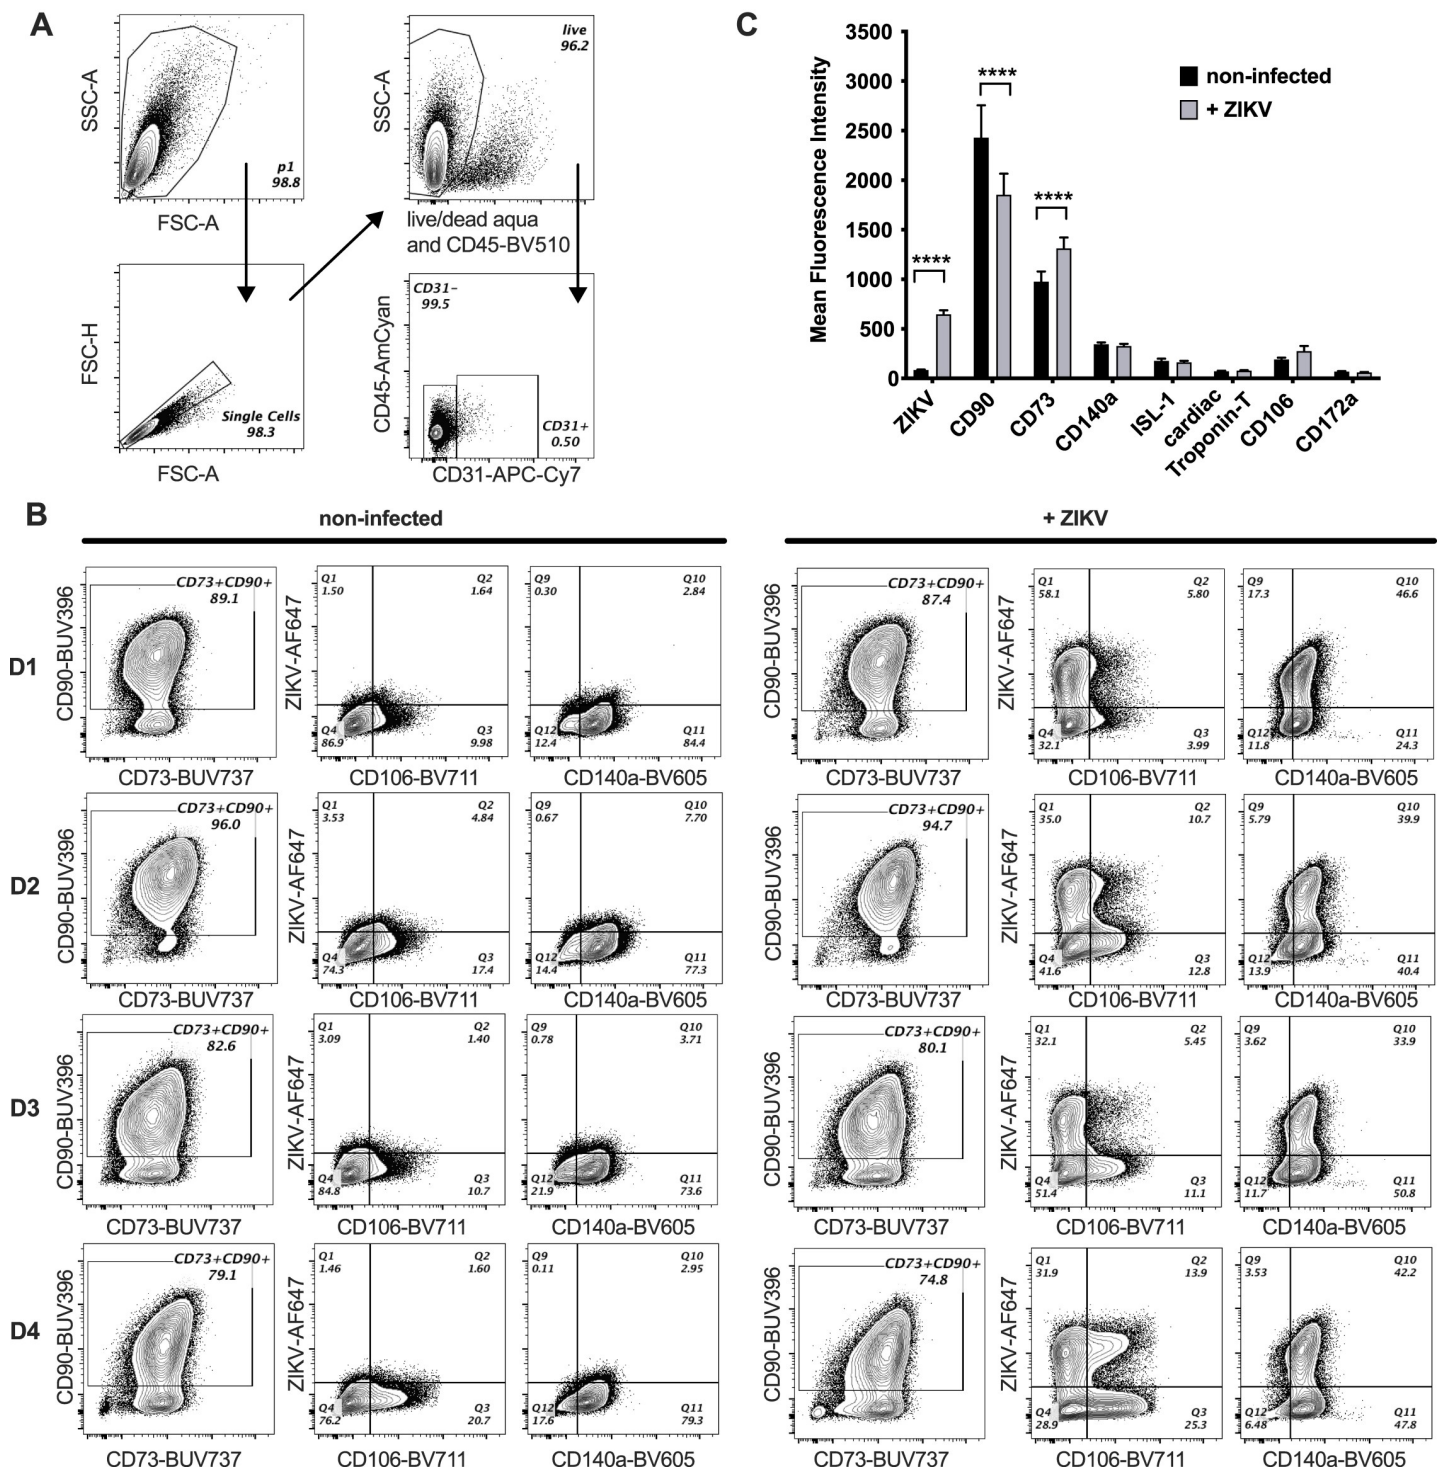 A
SSC-A
p1
98.8
FSC-A
SSC-A
live
96.2
live/dead aqua
and CD45-BV510
FSC-H
Single Cells
98.3
FSC-A
CD45-AmCyan
CD31-
99.5
CD31+
0.50
CD31-APC-Cy7
C
Mean Fluorescence Intensity
3500
3000
2500
2000
1500
1000
500
0
****
****
****
non-infected
+ ZIKV
ZIKV
CD90
CD73
CD140a
ISL-1
cardiac
Troponin-T
CD106
CD172a
B
non-infected
+ ZIKV
D1
CD90-BUV396
CD73+CD90+
89.1
CD73-BUV737
ZIKV-AF647
Q1
1.50
Q2
1.64
Q4
86.9
Q3
9.98
CD106-BV711
Q9
0.30
Q10
2.84
Q12
12.4
Q11
84.4
CD140a-BV605
CD90-BUV396
CD73+CD90+
87.4
CD73-BUV737
ZIKV-AF647
Q1
58.1
Q2
5.80
Q4
32.1
Q3
3.99
CD106-BV711
Q9
17.3
Q10
46.6
Q12
11.8
Q11
24.3
CD140a-BV605
D2
CD90-BUV396
CD73+CD90+
96.0
CD73-BUV737
ZIKV-AF647
Q1
3.53
Q2
4.84
Q4
74.3
Q3
17.4
CD106-BV711
Q9
0.67
Q10
7.70
Q12
14.4
Q11
77.3
CD140a-BV605
CD90-BUV396
CD73+CD90+
94.7
CD73-BUV737
ZIKV-AF647
Q1
35.0
Q2
10.7
Q4
41.6
Q3
12.8
CD106-BV711
Q9
5.79
Q10
39.9
Q12
13.9
Q11
40.4
CD140a-BV605
D3
CD90-BUV396
CD73+CD90+
82.6
CD73-BUV737
ZIKV-AF647
Q1
3.09
Q2
1.40
Q4
84.8
Q3
10.7
CD106-BV711
Q9
0.78
Q10
3.71
Q12
21.9
Q11
73.6
CD140a-BV605
CD90-BUV396
CD73+CD90+
80.1
CD73-BUV737
ZIKV-AF647
Q1
32.1
Q2
5.45
Q4
51.4
Q3
11.1
CD106-BV711
Q9
3.62
Q10
33.9
Q12
11.7
Q11
50.8
CD140a-BV605
D4
CD90-BUV396
CD73+CD90+
79.1
CD73-BUV737
ZIKV-AF647
Q1
1.46
Q2
1.60
Q4
76.2
Q3
20.7
CD106-BV711
Q9
0.11
Q10
2.95
Q12
17.6
Q11
79.3
CD140a-BV605
CD90-BUV396
CD73+CD90+
74.8
CD73-BUV737
ZIKV-AF647
Q1
31.9
Q2
13.9
Q4
28.9
Q3
25.3
CD106-BV711
Q9
3.53
Q10
42.2
Q12
6.48
Q11
47.8
CD140a-BV605